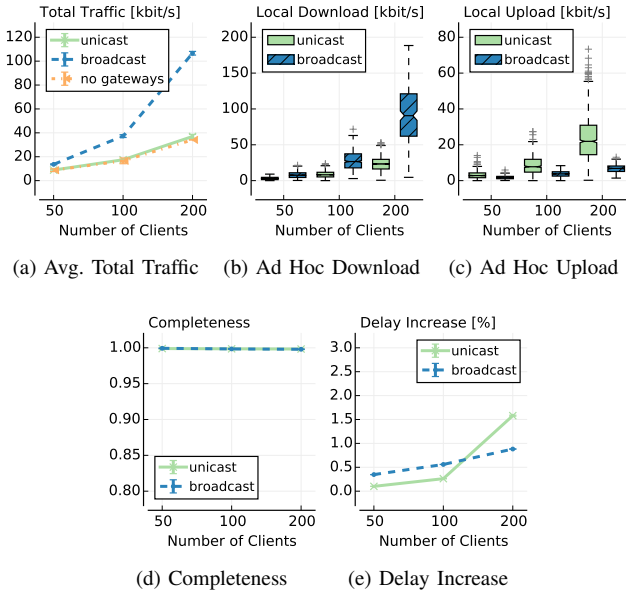 Total Traffic [kbit/s]
120
100
80
60
40
20
0
unicast
broadcast
no gateways
50 100 200
Number of Clients
(a) Avg. Total Traffic
Local Download [kbit/s]
200
150
100
50
0
unicast
broadcast
50 100 200
Number of Clients
(b) Ad Hoc Download
Local Upload [kbit/s]
80
60
40
20
0
unicast
broadcast
50 100 200
Number of Clients
(c) Ad Hoc Upload
Completeness
1.00
0.95
0.90
0.85
0.80
unicast
broadcast
50 100 200
Number of Clients
(d) Completeness
Delay Increase [%]
3.0
2.5
2.0
1.5
1.0
0.5
0.0
unicast
broadcast
50 100 200
Number of Clients
(e) Delay Increase